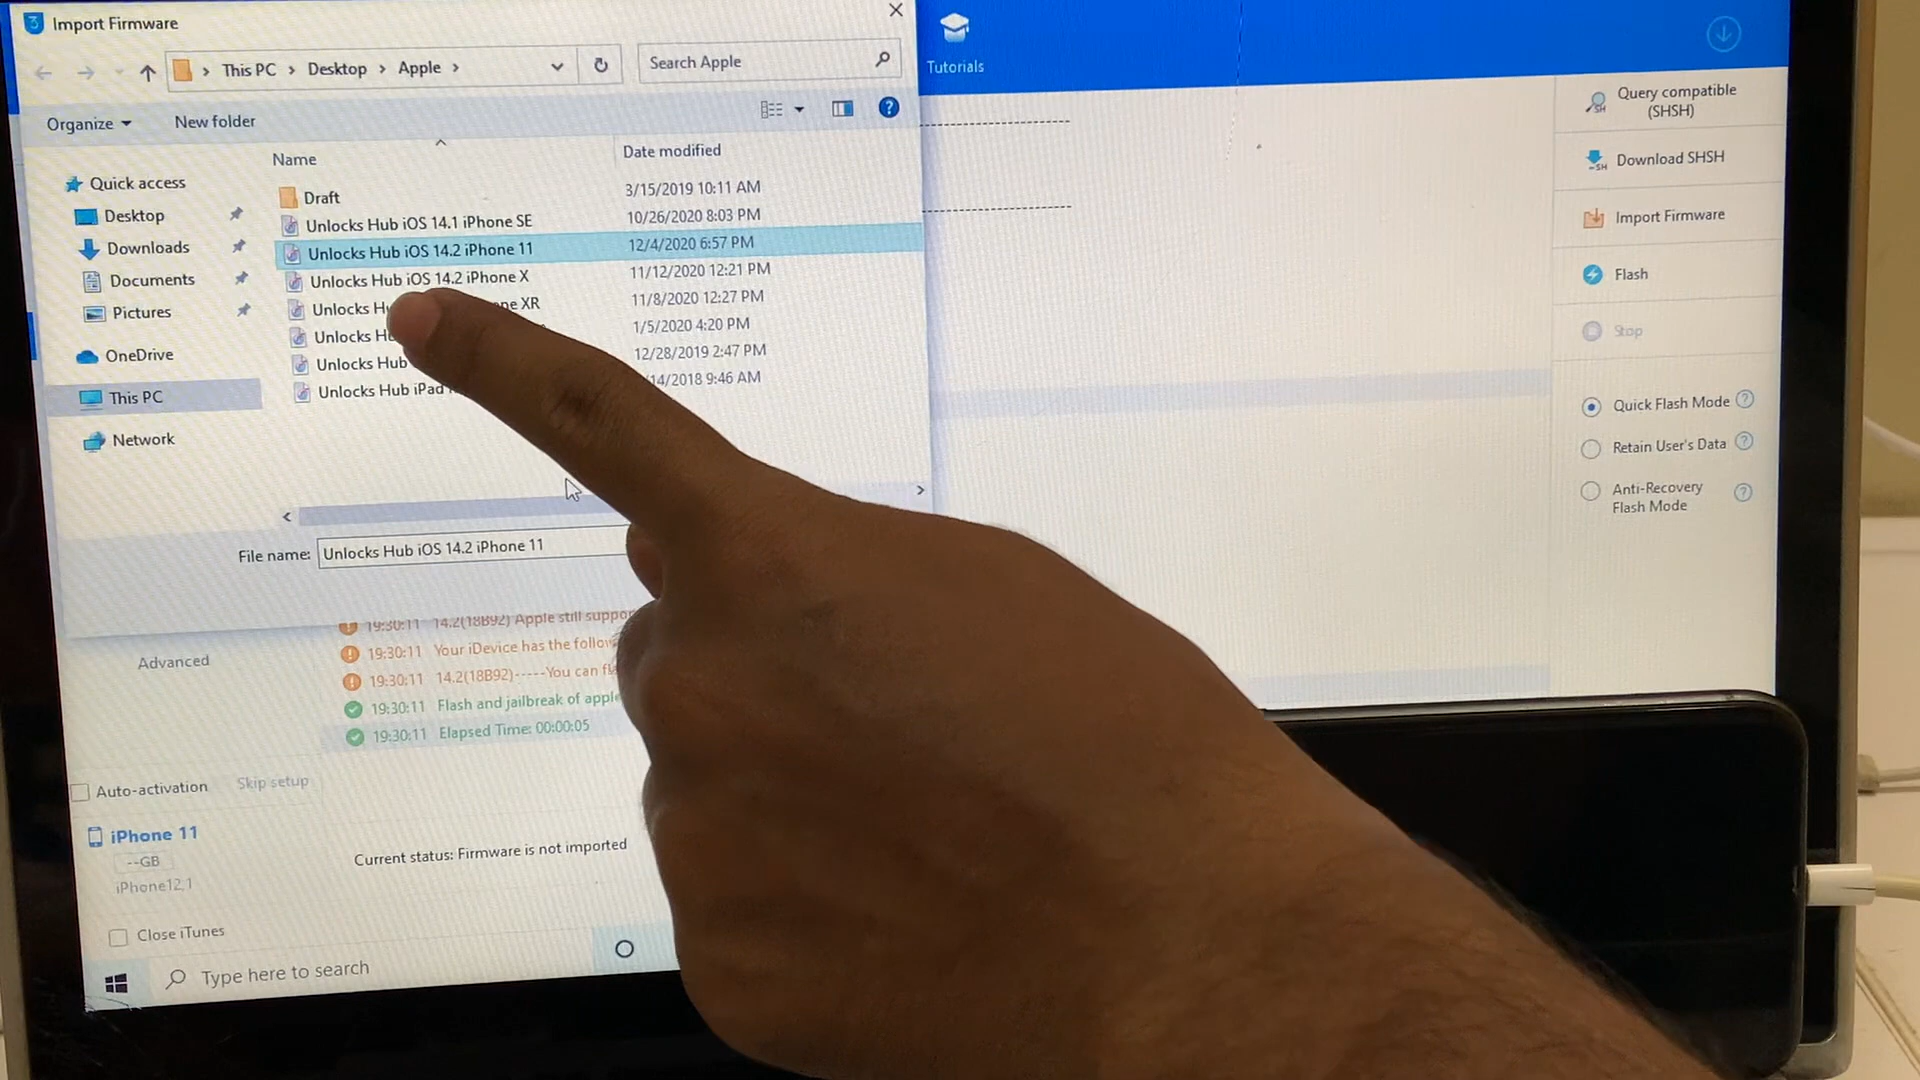 Import Firmware
This PC > Desktop > Apple >
Search Apple
Organize
New folder
Name
Date modified
Quick access
Desktop
Downloads
Documents
Pictures
OneDrive
This PC
Network
Draft
3/15/2019 10:11 AM
Unlocks Hub iOS 14.1 iPhone SE
10/26/2020 8:03 PM
Unlocks Hub iOS 14.2 iPhone 11
12/4/2020 6:57 PM
Unlocks Hub iOS 14.2 iPhone X
11/12/2020 12:21 PM
Unlocks XR
11/8/2020 12:27 PM
Unlocks
1/5/2020 4:20 PM
Unlocks Hub
12/28/2019 2:47 PM
Unlocks Hub iPad
9:46 AM
File name: Unlocks Hub iOS 14.2 iPhone 11
19:30:11 14.2(18B92) Apple still
19:30:11 Your iDevice has the
19:30:11 14.2(18B92)-----You can
19:30:11 Flash and jailbreak of
19:30:11 Elapsed Time: 00:00:05
Advanced
Auto-activation
Skip setup
iPhone 11
--GB
iPhone12,1
Current status: Firmware is not imported
Close iTunes
Type here to search
Tutorials
Query compatible
(SHSH)
Download SHSH
Import Firmware
Flash
Stop
Quick Flash Mode ?
Retain User's Data ?
Anti-Recovery
Flash Mode ?